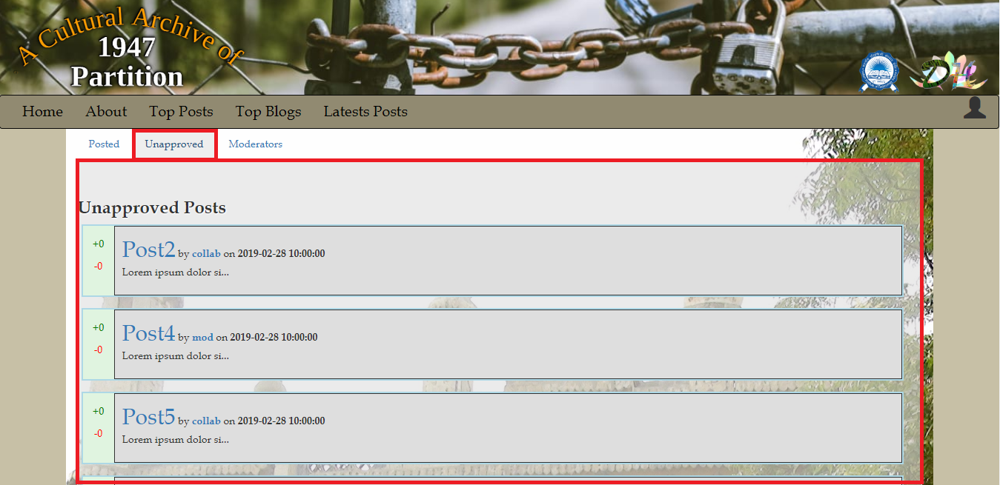 A Cultural Archive of
1947
Partition
Home About Top Posts Top Blogs Latests Posts
Posted Unapproved Moderators
Unapproved Posts
+0
-0
Post2 by collab on 2019-02-28 10:00:00
Lorem ipsum dolor si...
+0
-0
Post4 by mod on 2019-02-28 10:00:00
Lorem ipsum dolor si...
+0
-0
Post5 by collab on 2019-02-28 10:00:00
Lorem ipsum dolor si...